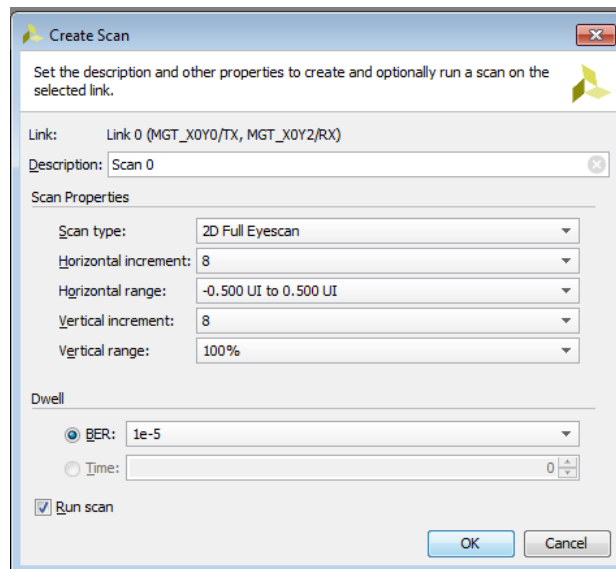 Create Scan
Set the description and other properties to create and optionally run a scan on the
selected link.
Link: Link 0 (MGT_X0Y0/TX, MGT_X0Y2/RX)
Description: Scan 0
Scan Properties
Scan type: 2D Full Eyescan
Horizontal increment: 8
Horizontal range: -0.500 UI to 0.500 UI
Vertical increment: 8
Vertical range: 100%
Dwell
BER: 1e-5
Time: 0
Run scan
OK Cancel